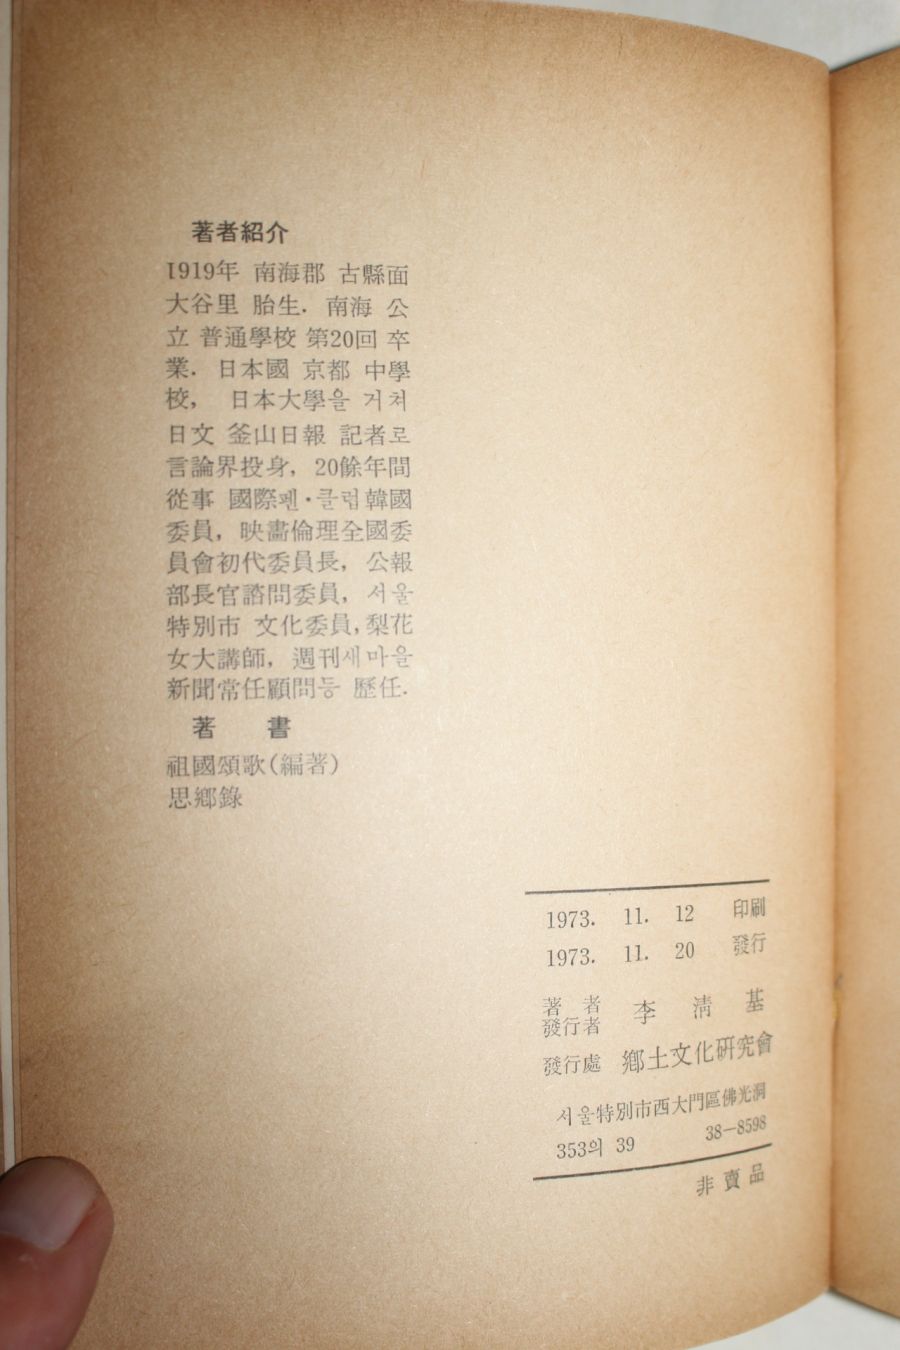 著者紹介
1919年 南海郡 古縣面
大谷里 胎生. 南海 公
立 普通學校 第20回 卒
業. 日本國 京都 中學
校, 日本大學을 거쳐
日文 釜山日報 記者로
言論界投身, 20餘年間
從事 國際펜·클럽韓國
委員, 映畵倫理全國委
員會初代委員長, 公報
部長官諮問委員, 서울
特別市 文化委員, 梨花
女大講師, 週刊새마을
新聞常任顧問등 歷任.
著 書
祖國頌歌(編著)
思鄕錄
1973. 11. 12 印刷
1973. 11. 20 發行
著 者
發行者 李 淸 基
發行處 鄕土文化硏究會
서울特別市西大門區佛光洞
353의 39 38-8598
非賣品